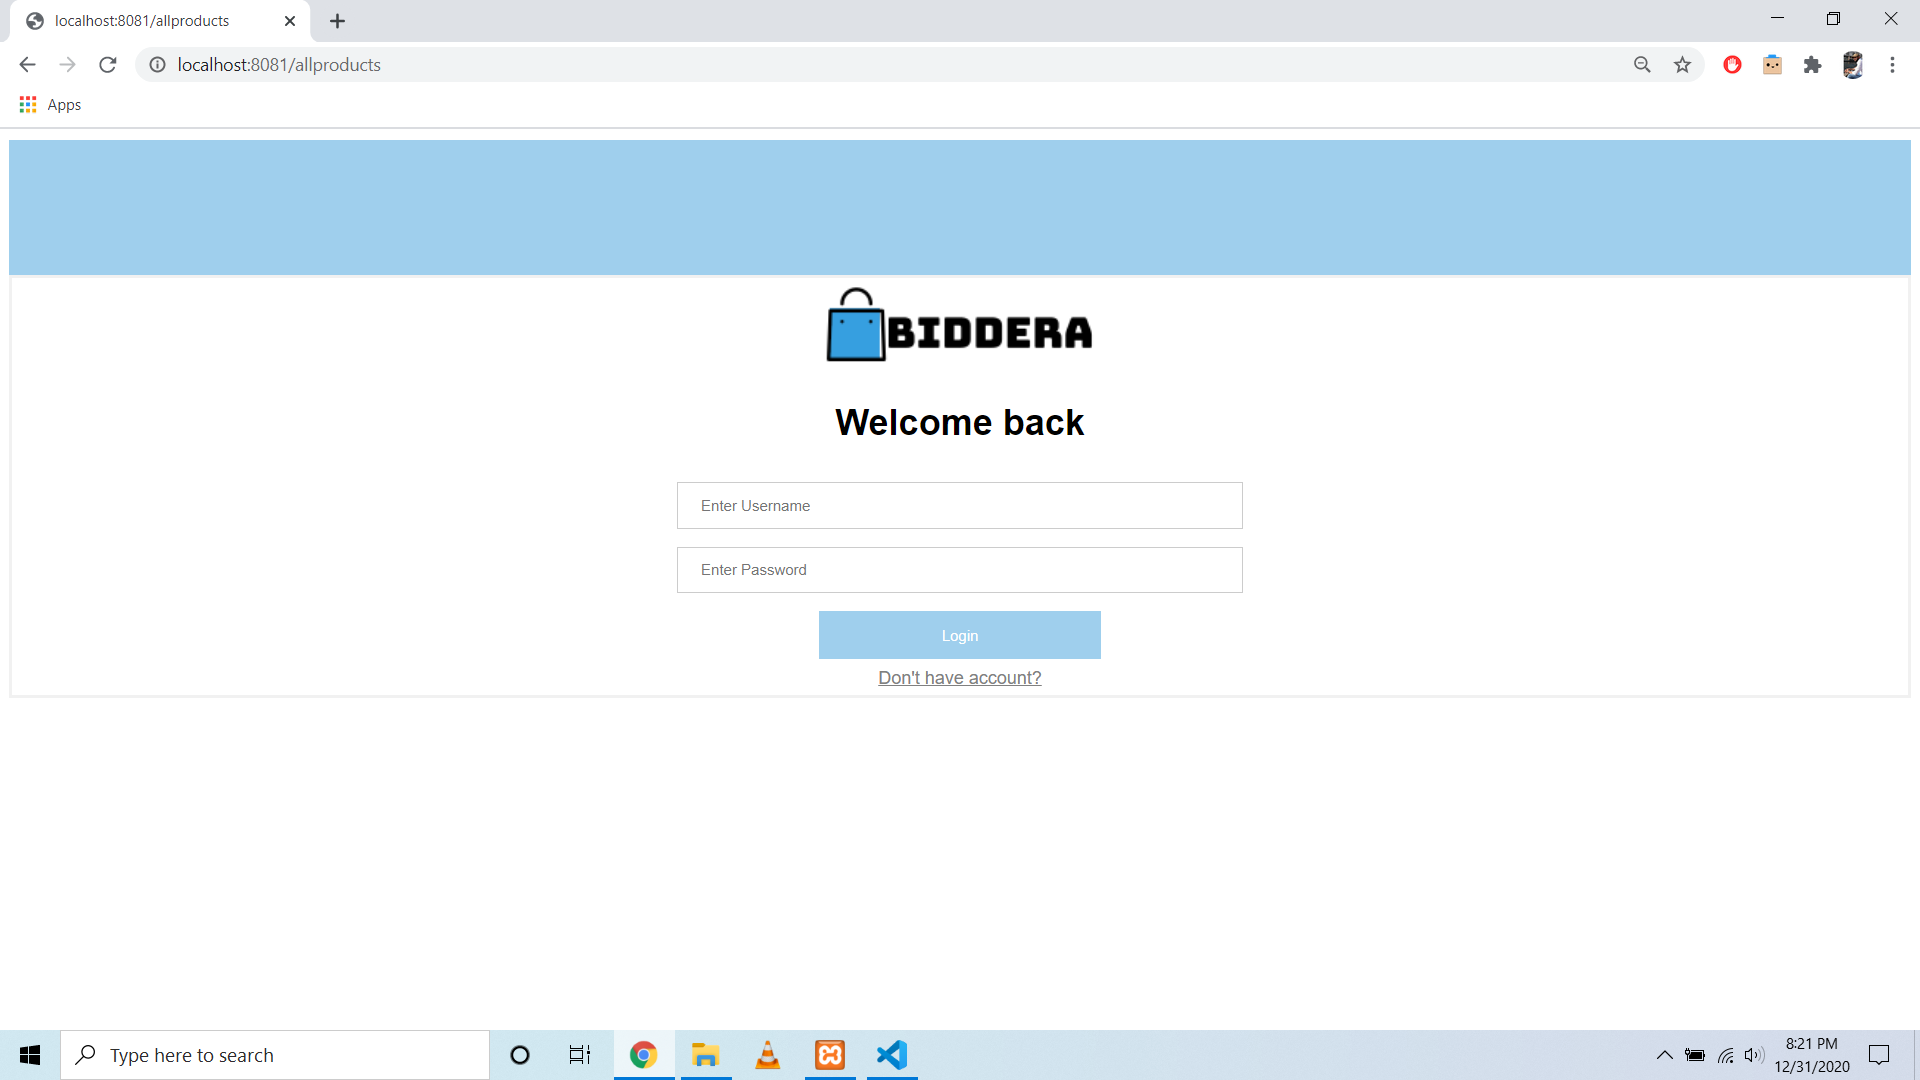 localhost:8081/allproducts
localhost:8081/allproducts
Apps
BIDDERA
Welcome back
Enter Username
Enter Password
Login
Don't have account?
Type here to search
8:21 PM
12/31/2020